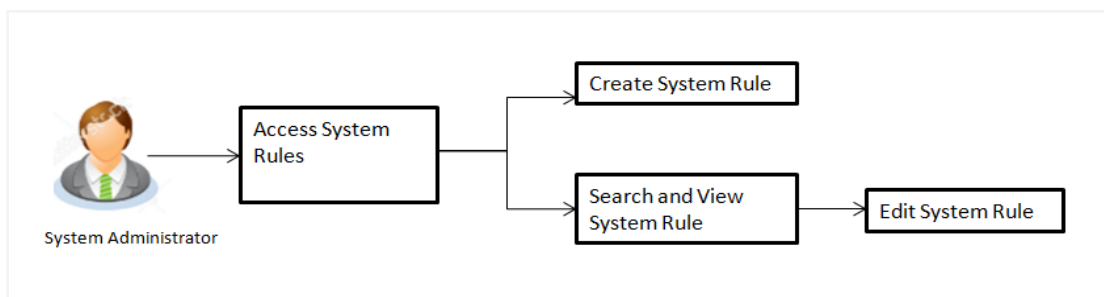 Create System Rule
Access System
Rules
Search and View
System Rule
Edit System Rule
System Administrator